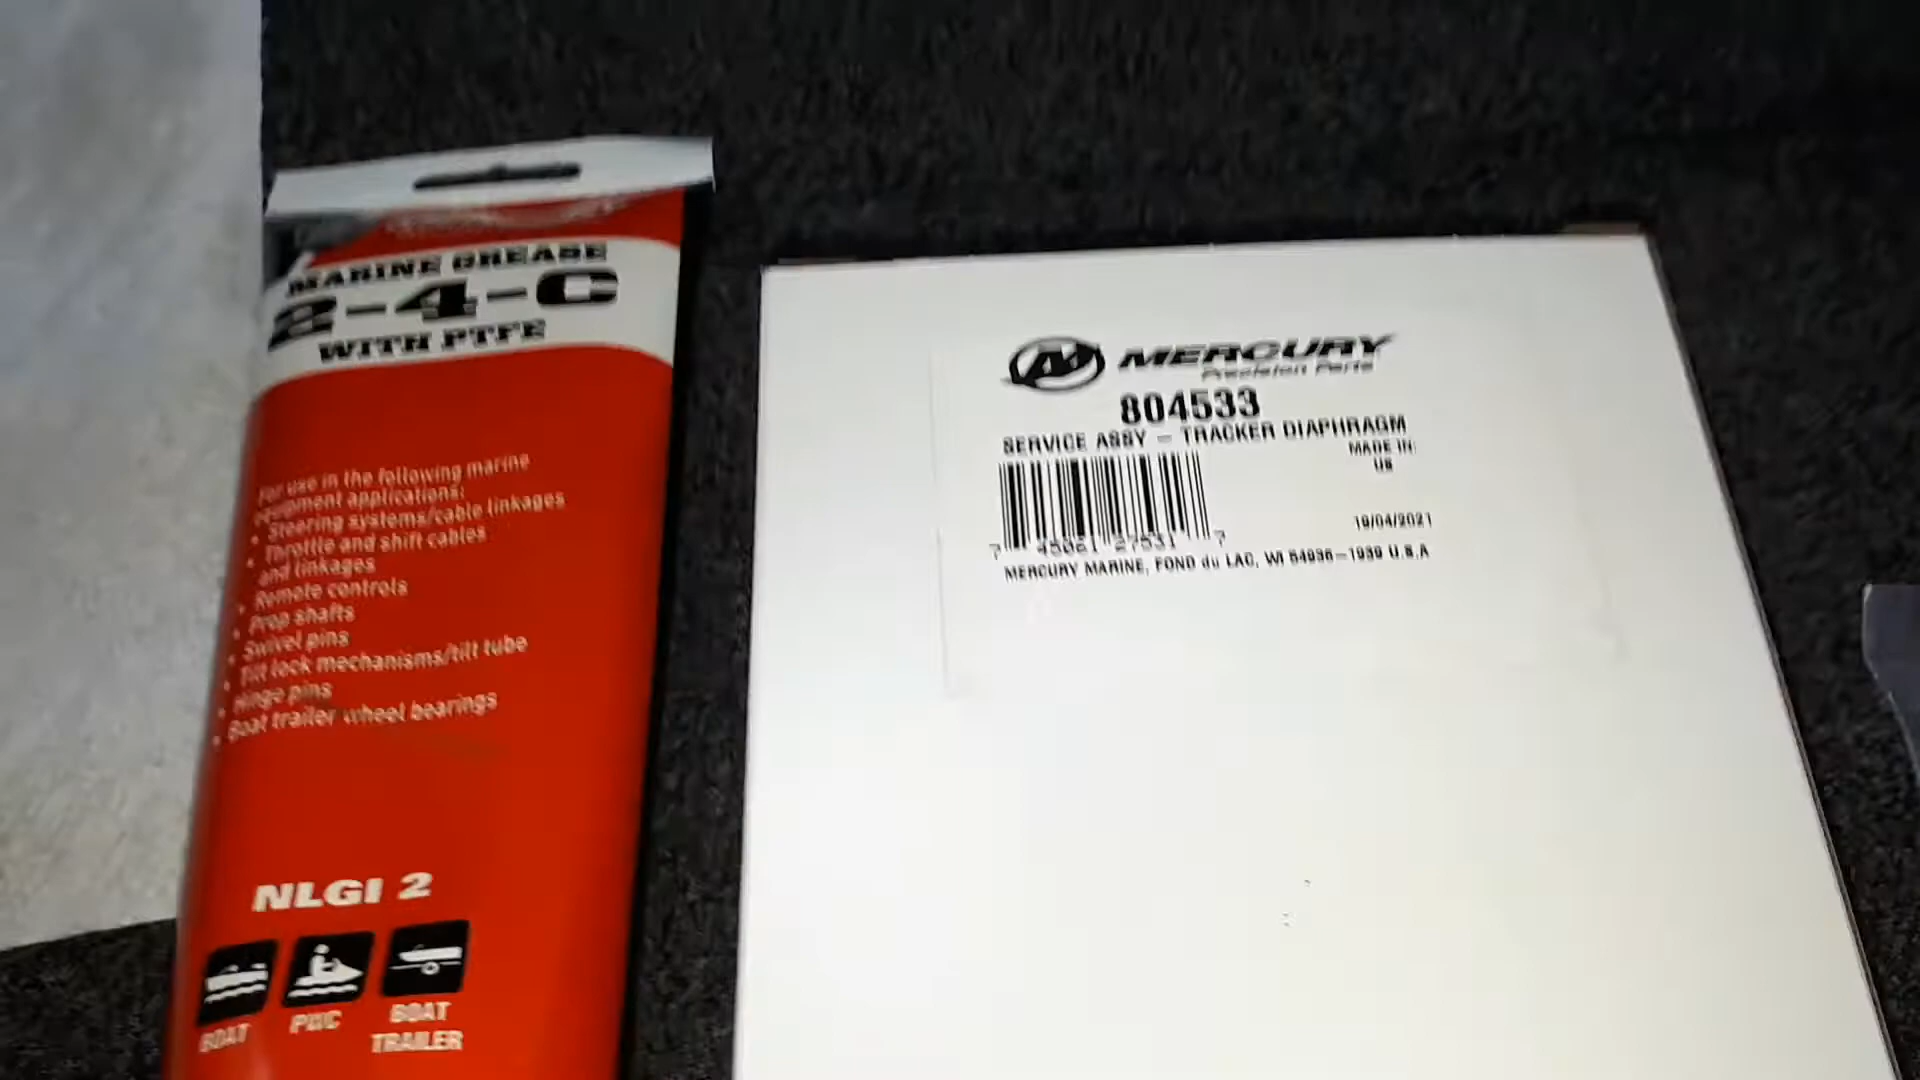 MARINE GREASE
2-4-C
WITH PTFE
For use in the following marine
equipment applications:
• Steering systems/cable linkages
• Throttle and shift cables
and linkages
• Remote controls
• Prop shafts
• Swivel pins
• Tilt lock mechanisms/tilt tube
• Hinge pins
• Boat trailer wheel bearings
NLGI 2
BOAT
PWC
BOAT
TRAILER
MERCURY
Precision Parts
804533
SERVICE ASSY - TRACKER DIAPHRAGM
MADE IN:
US
19/04/2021
7 45021 27531 7
MERCURY MARINE, FOND du LAC, WI 54936-1939 U.S.A